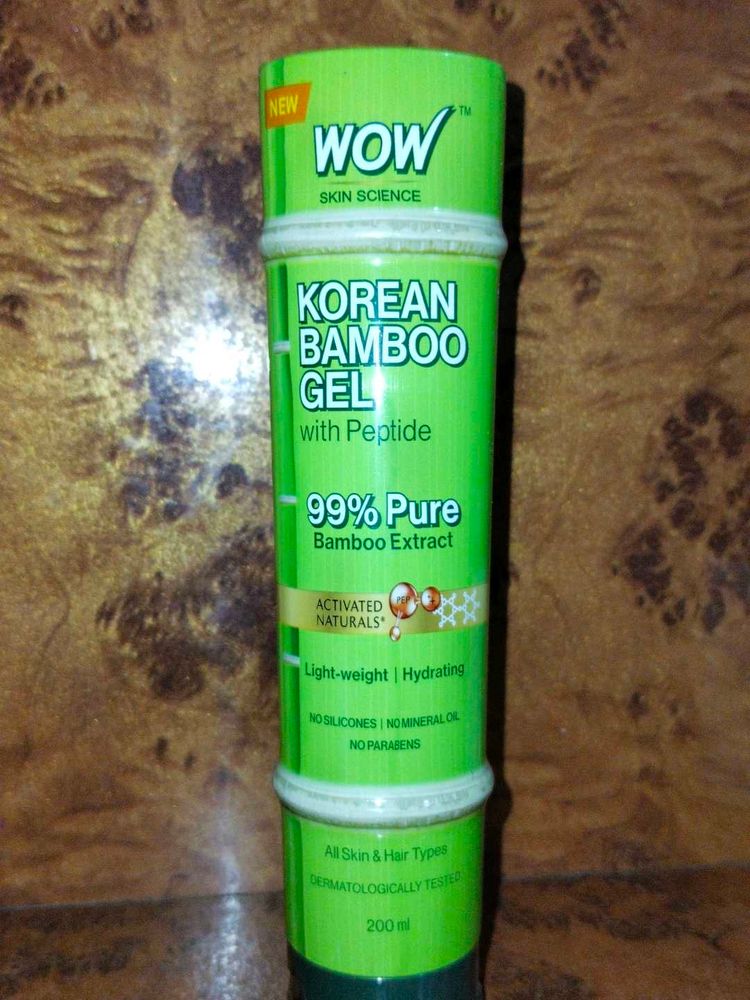 NEW
WOW™
SKIN SCIENCE
KOREAN
BAMBOO
GEL
with Peptide
99% Pure
Bamboo Extract
ACTIVATED
NATURALS*
PEP
Light-weight | Hydrating
NO SILICONES | NO MINERAL OIL
NO PARABENS
All Skin & Hair Types
DERMATOLOGICALLY TESTED
200 ml